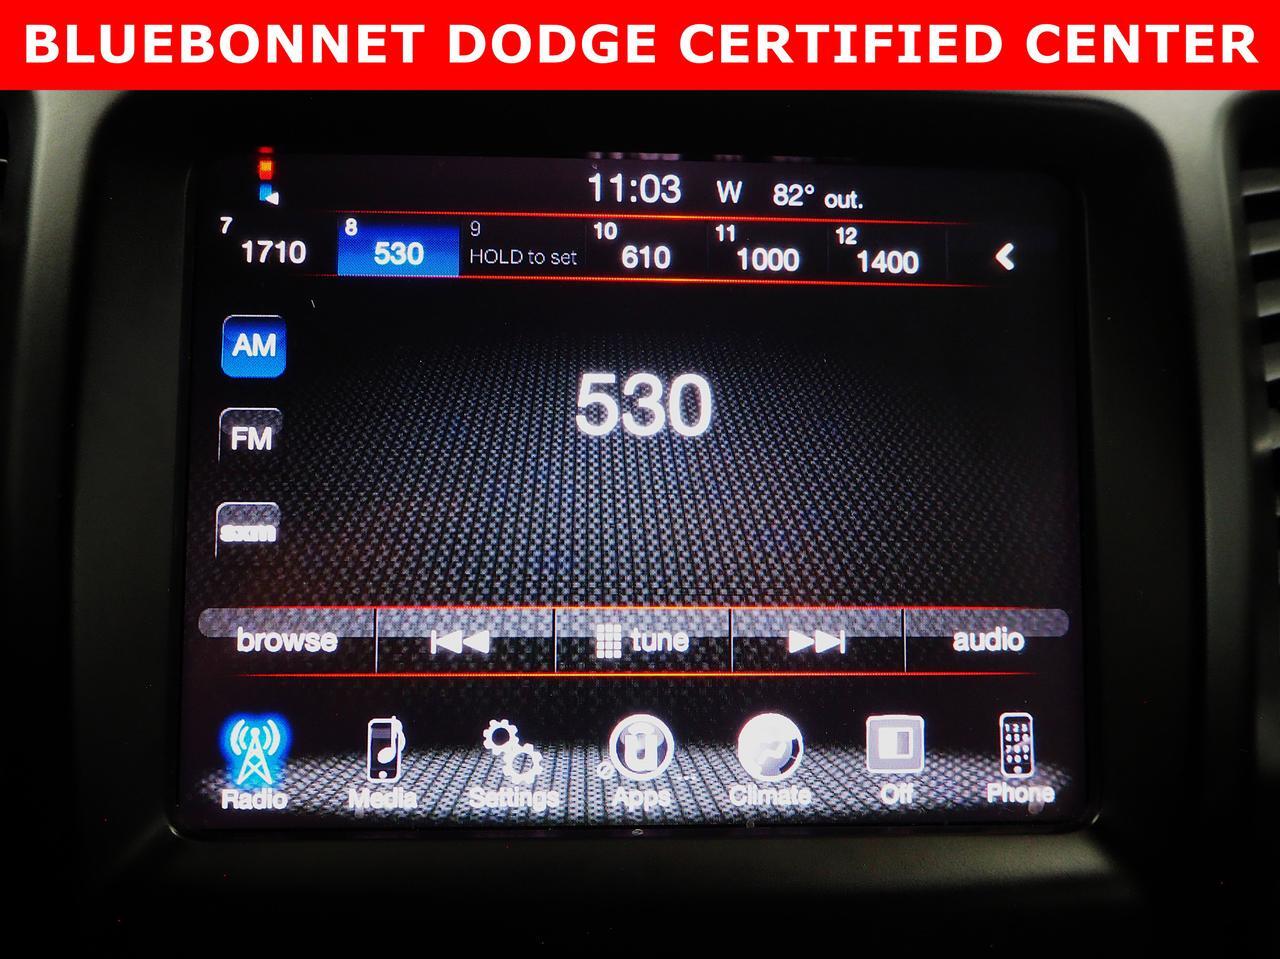 BLUEBONNET DODGE CERTIFIED CENTER
11:03 W 82° out.
7 1710 8 530 9 HOLD to set 10 610 11 1000 12 1400
AM
530
FM
sxm
browse tune audio
Radio Media Settings Apps Climate Off Phone